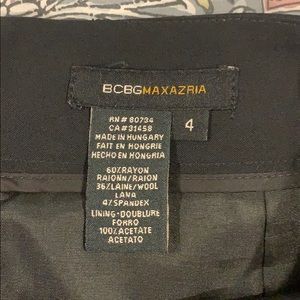 BCBGMAXAZRIA
4
RN# 80734
CA# 31458
MADE IN HUNGARY
FAIT EN HONGRIE
HECHO EN HONGRIA
60%RAYON
RAIONN/RAION
36%LAINE/WOOL
LANA
4%SPANDEX
LINING-DOUBLURE
FORRO
100%ACETATE
ACETATO